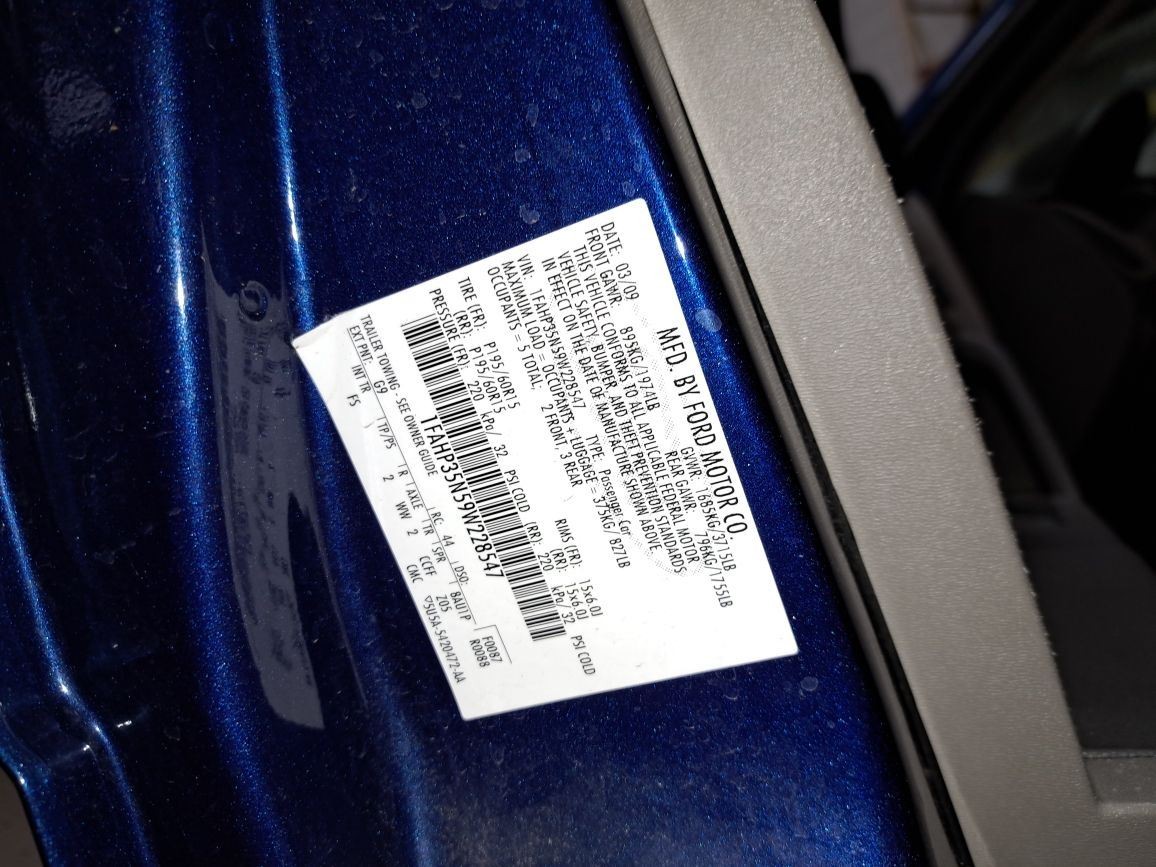 MFD. BY FORD MOTOR CO.
DATE: 03/09 GVWR: 1685KG/3715LB
FRONT GAWR: 895KG/1974LB REAR GAWR: 796KG/1755LB
THIS VEHICLE CONFORMS TO ALL APPLICABLE FEDERAL MOTOR
VEHICLE SAFETY, BUMPER, AND THEFT PREVENTION STANDARDS
IN EFFECT ON THE DATE OF MANUFACTURE SHOWN ABOVE.
VIN: 1FAHP35N59W228547 TYPE: Passenger Car
MAXIMUM LOAD = OCCUPANTS + LUGGAGE = 375KG/ 827LB
OCCUPANTS = 5 TOTAL. 2 FRONT, 3 REAR
TIRE (FR): P195/60R15 RIMS (FR): 15x6.0J
(RR): P195/60R15 (RR): 15x6.0J
PRESSURE (FR): 220 kPa/ 32 PSI COLD (RR): 220 kPa/ 32 PSI COLD
1FAHP35N59W228547
TRAILER TOWING - SEE OWNER GUIDE
RC: 44 DSO: F0087
EXT PNT: G9 8AU1P R0088
INT TR TP/PS R AXLE TR SPR
F5 2 WW 2 CCFF Z05
CMC ▽5U5A-5420472-AA